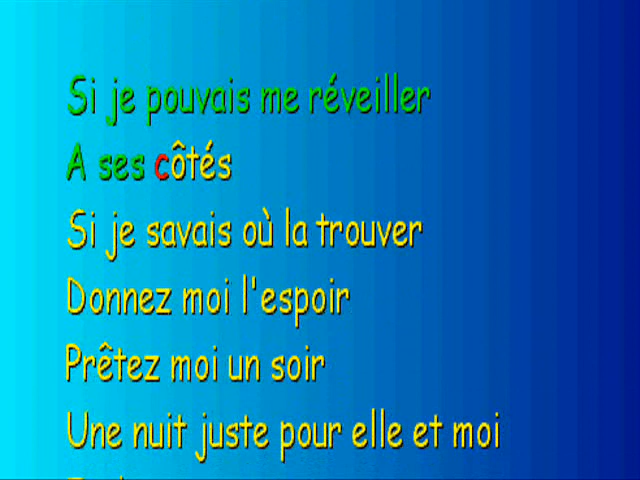 Si je pouvais me réveiller
A ses côtés
Si je savais où la trouver
Donnez moi l'espoir
Prêtez moi un soir
Une nuit juste pour elle et moi